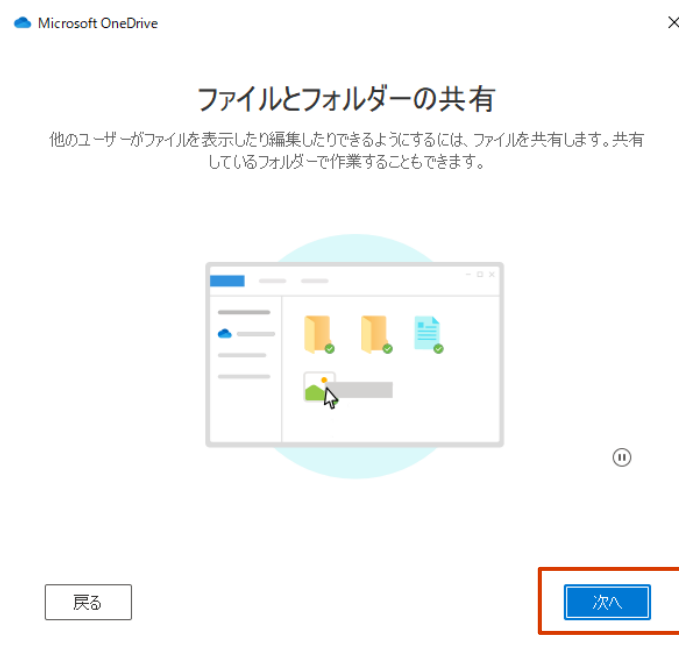 Microsoft OneDrive
ファイルとフォルダーの共有
他のユーザーがファイルを表示したり編集したりできるようにするには、ファイルを共有します。共有
しているフォルダーで作業することもできます。
戻る
次へ